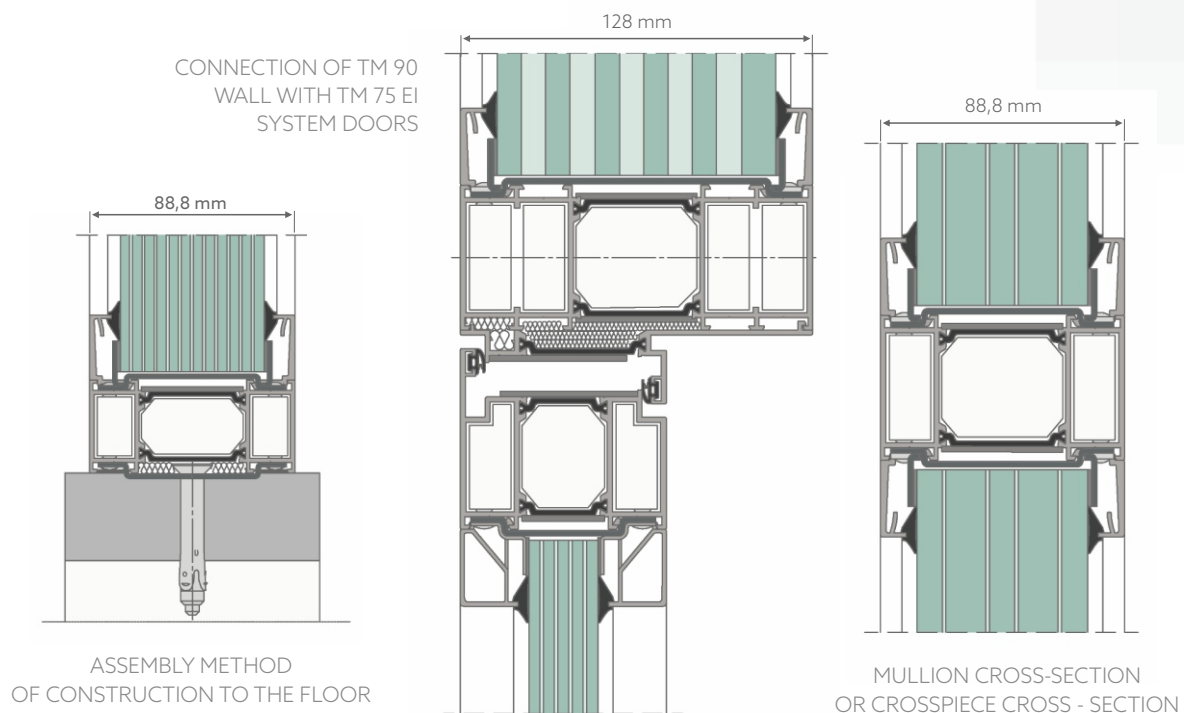 128 mm
CONNECTION OF TM 90
WALL WITH TM 75 EI
SYSTEM DOORS
88,8 mm
88,8 mm
ASSEMBLY METHOD
OF CONSTRUCTION TO THE FLOOR
MULLION CROSS-SECTION
OR CROSSPIECE CROSS - SECTION